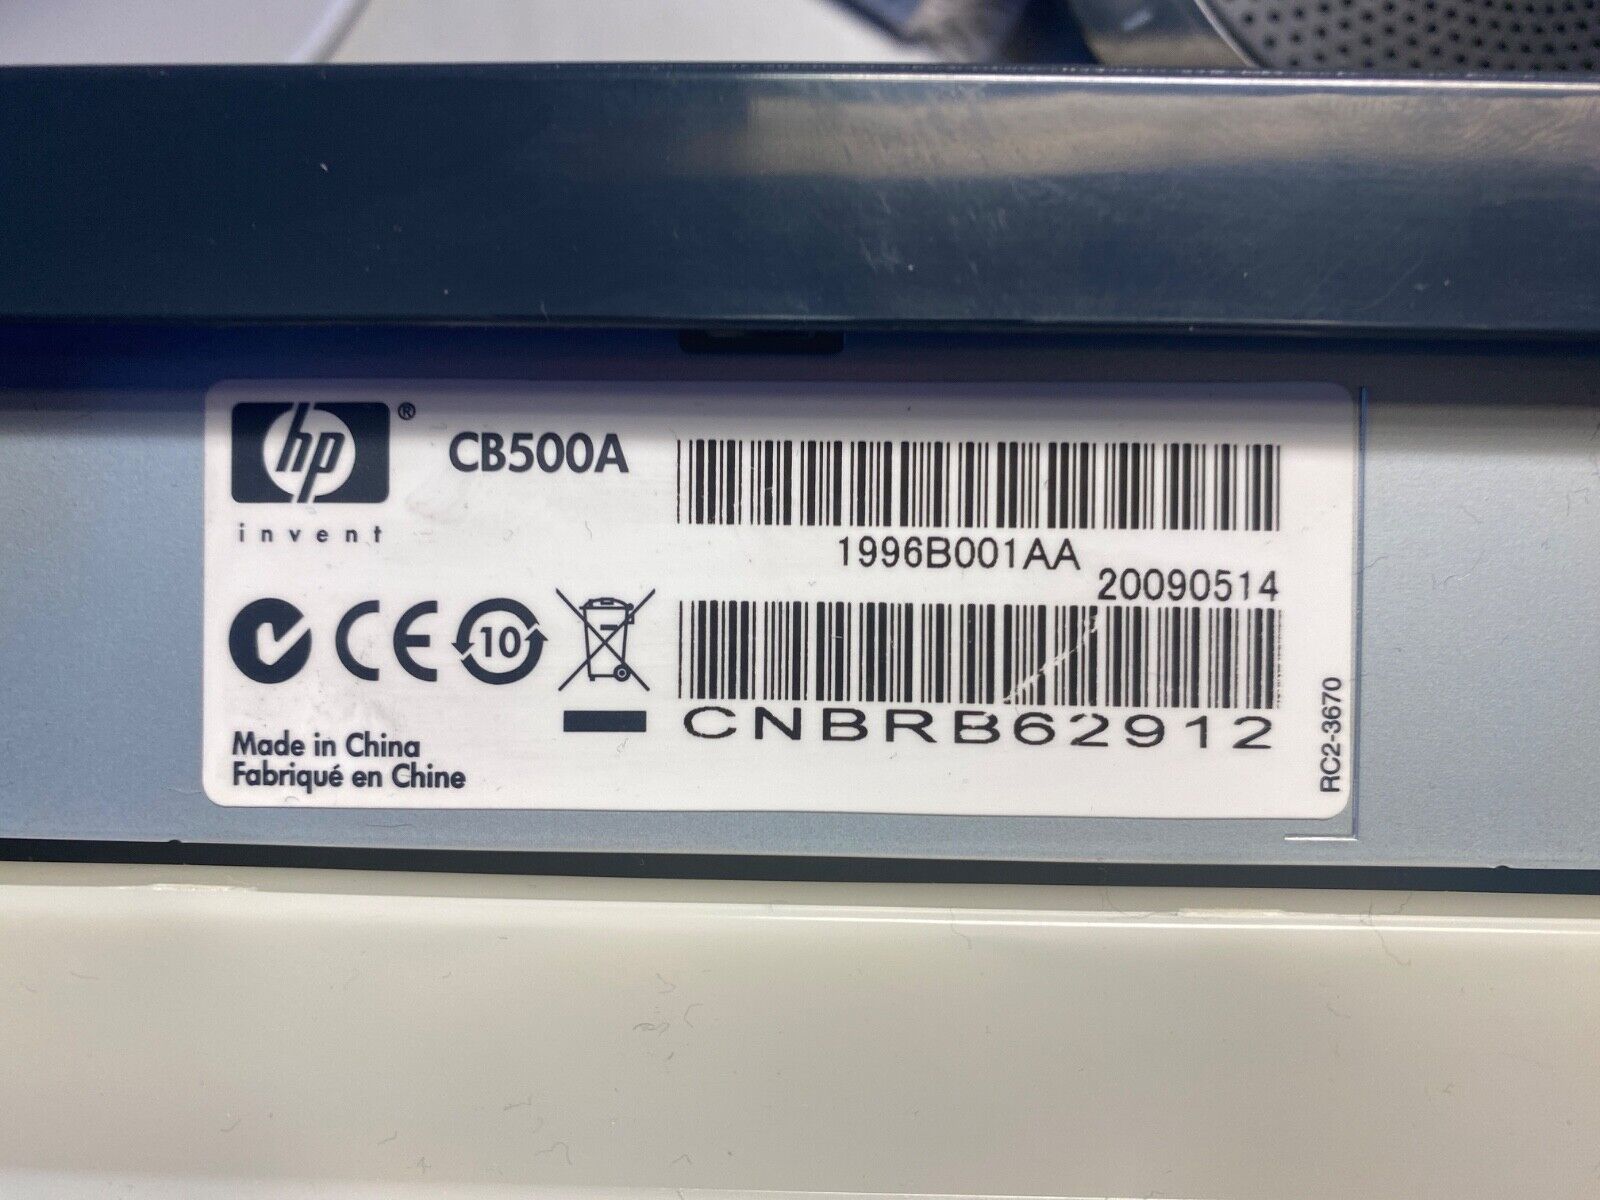 hp ®
invent
CB500A
1996B001AA
20090514
10
CNBRB62912
Made in China
Fabriqué en Chine
RC2-3670